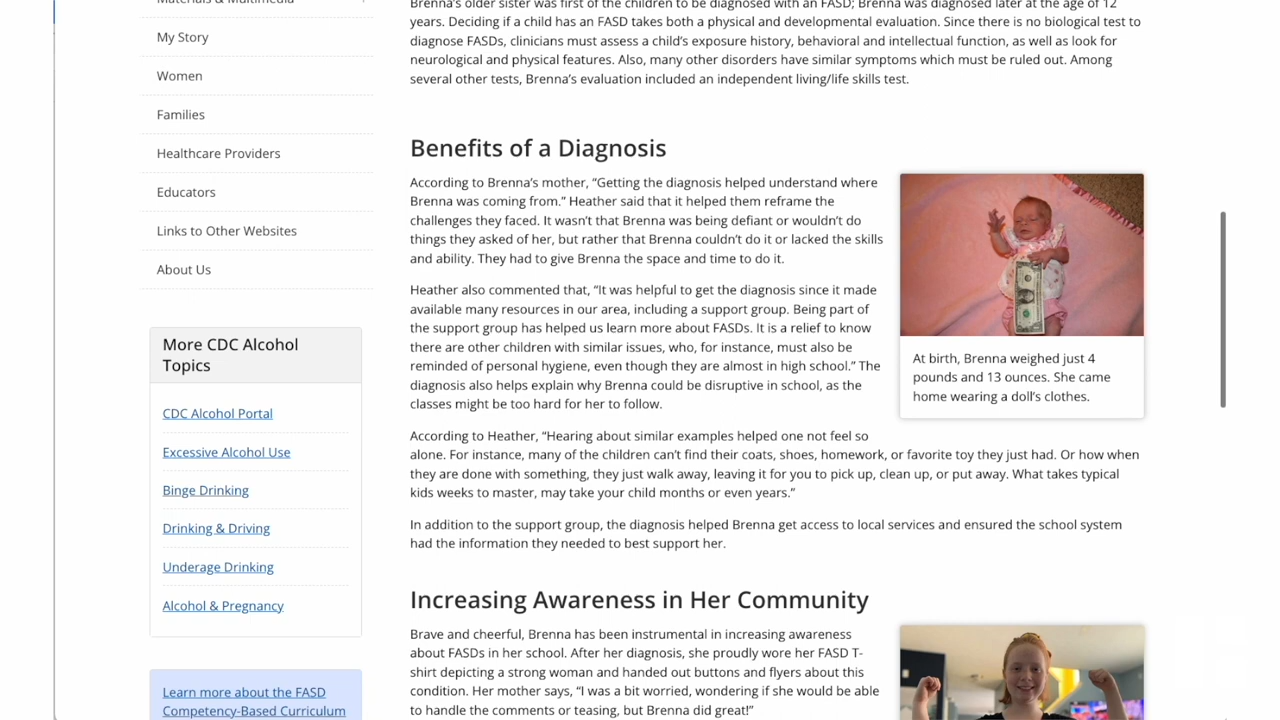 My Story
Women
Families
Healthcare Providers
Educators
Links to Other Websites
About Us
More CDC Alcohol
Topics
CDC Alcohol Portal
Excessive Alcohol Use
Binge Drinking
Drinking & Driving
Underage Drinking
Alcohol & Pregnancy
Learn more about the FASD
Competency-Based Curriculum
Brenna's older sister was first of the children to be diagnosed with an FASD; Brenna was diagnosed later at the age of 12
years. Deciding if a child has an FASD takes both a physical and developmental evaluation. Since there is no biological test to
diagnose FASDs, clinicians must assess a child's exposure history, behavioral and intellectual function, as well as look for
neurological and physical features. Also, many other disorders have similar symptoms which must be ruled out. Among
several other tests, Brenna's evaluation included an independent living/life skills test.
Benefits of a Diagnosis
According to Brenna's mother, “Getting the diagnosis helped understand where
Brenna was coming from.” Heather said that it helped them reframe the
challenges they faced. It wasn't that Brenna was being defiant or wouldn't do
things they asked of her, but rather that Brenna couldn't do it or lacked the skills
and ability. They had to give Brenna the space and time to do it.
Heather also commented that, “It was helpful to get the diagnosis since it made
available many resources in our area, including a support group. Being part of
the support group has helped us learn more about FASDs. It is a relief to know
there are other children with similar issues, who, for instance, must also be
reminded of personal hygiene, even though they are almost in high school.” The
diagnosis also helps explain why Brenna could be disruptive in school, as the
classes might be too hard for her to follow.
At birth, Brenna weighed just 4
pounds and 13 ounces. She came
home wearing a doll's clothes.
According to Heather, “Hearing about similar examples helped one not feel so
alone. For instance, many of the children can't find their coats, shoes, homework, or favorite toy they just had. Or how when
they are done with something, they just walk away, leaving it for you to pick up, clean up, or put away. What takes typical
kids weeks to master, may take your child months or even years.”
In addition to the support group, the diagnosis helped Brenna get access to local services and ensured the school system
had the information they needed to best support her.
Increasing Awareness in Her Community
Brave and cheerful, Brenna has been instrumental in increasing awareness
about FASDs in her school. After her diagnosis, she proudly wore her FASD T-
shirt depicting a strong woman and handed out buttons and flyers about this
condition. Her mother says, “I was a bit worried, wondering if she would be able
to handle the comments or teasing, but Brenna did great!”